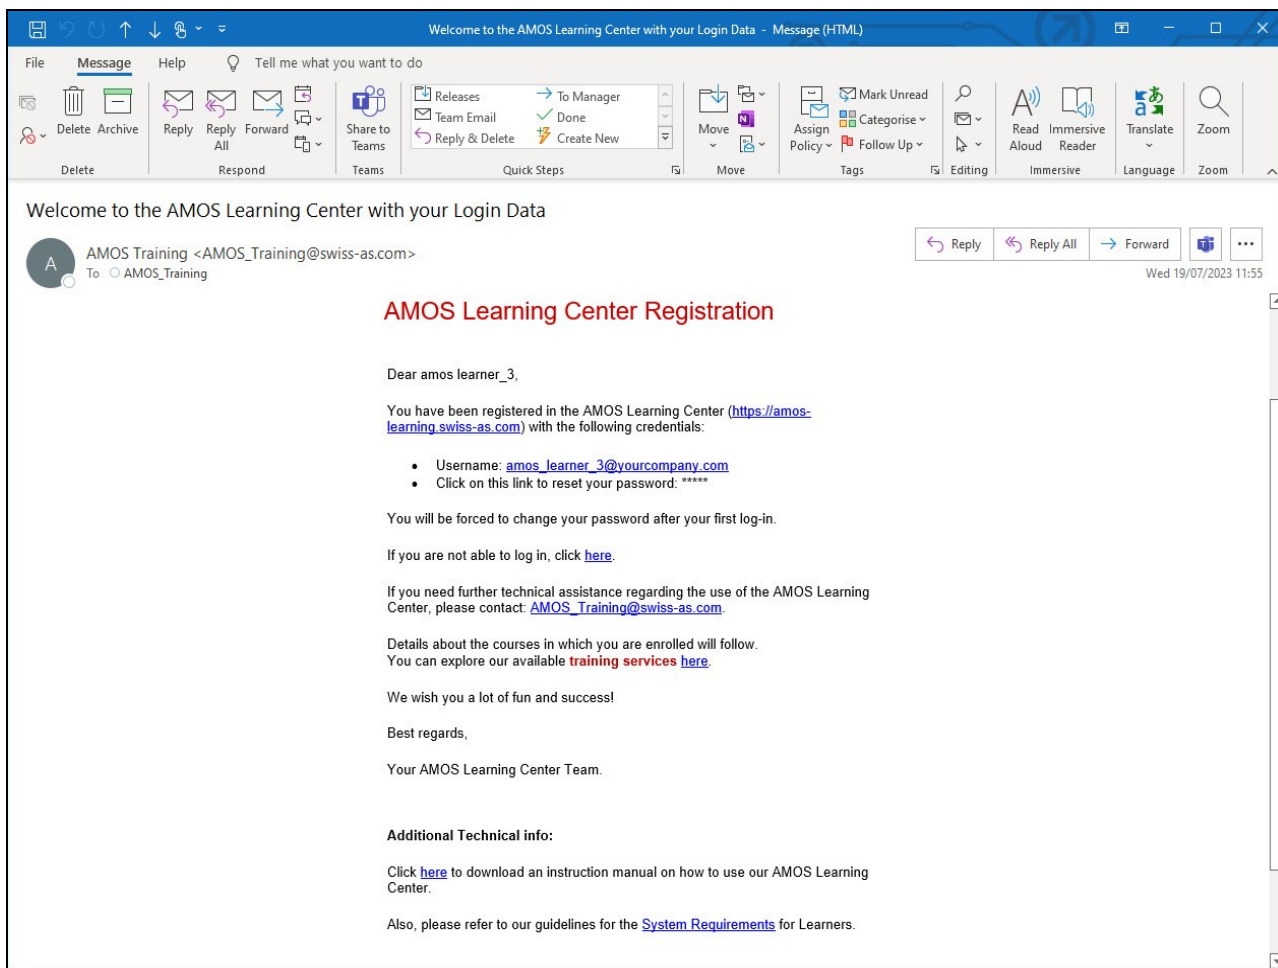 Welcome to the AMOS Learning Center with your Login Data - Message (HTML)
File Message Help Tell me what you want to do
Delete Archive
Reply Reply All Forward
Share to Teams
Releases To Manager
Team Email Done
Reply & Delete Create New
Move
Assign Policy
Mark Unread
Categorise
Follow Up
Read Aloud Immersive Reader
Translate
Zoom
Delete Respond Teams Quick Steps Move Tags Editing Immersive Language Zoom
Welcome to the AMOS Learning Center with your Login Data
A
AMOS Training <AMOS_Training@swiss-as.com>
To AMOS_Training
Reply Reply All Forward
Wed 19/07/2023 11:55
AMOS Learning Center Registration
Dear amos learner_3,
You have been registered in the AMOS Learning Center (https://amos-
learning.swiss-as.com) with the following credentials:
• Username: amos_learner_3@yourcompany.com
• Click on this link to reset your password: *****
You will be forced to change your password after your first log-in.
If you are not able to log in, click here.
If you need further technical assistance regarding the use of the AMOS Learning
Center, please contact: AMOS_Training@swiss-as.com.
Details about the courses in which you are enrolled will follow.
You can explore our available training services here.
We wish you a lot of fun and success!
Best regards,
Your AMOS Learning Center Team.
Additional Technical info:
Click here to download an instruction manual on how to use our AMOS Learning
Center.
Also, please refer to our guidelines for the System Requirements for Learners.